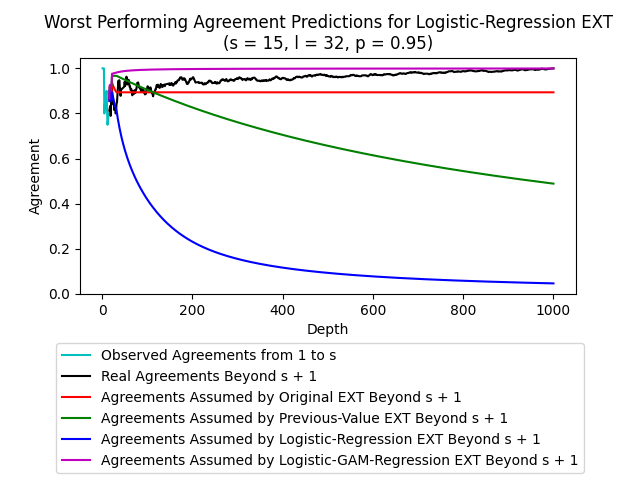 Worst Performing Agreement Predictions for Logistic-Regression EXT
(s = 15, l = 32, p = 0.95)
1.0
0.8
0.6
0.4
0.2
0.0
Agreement
0 200 400 600 800 1000
Depth
Observed Agreements from 1 to s
Real Agreements Beyond s + 1
Agreements Assumed by Original EXT Beyond s + 1
Agreements Assumed by Previous-Value EXT Beyond s + 1
Agreements Assumed by Logistic-Regression EXT Beyond s + 1
Agreements Assumed by Logistic-GAM-Regression EXT Beyond s + 1